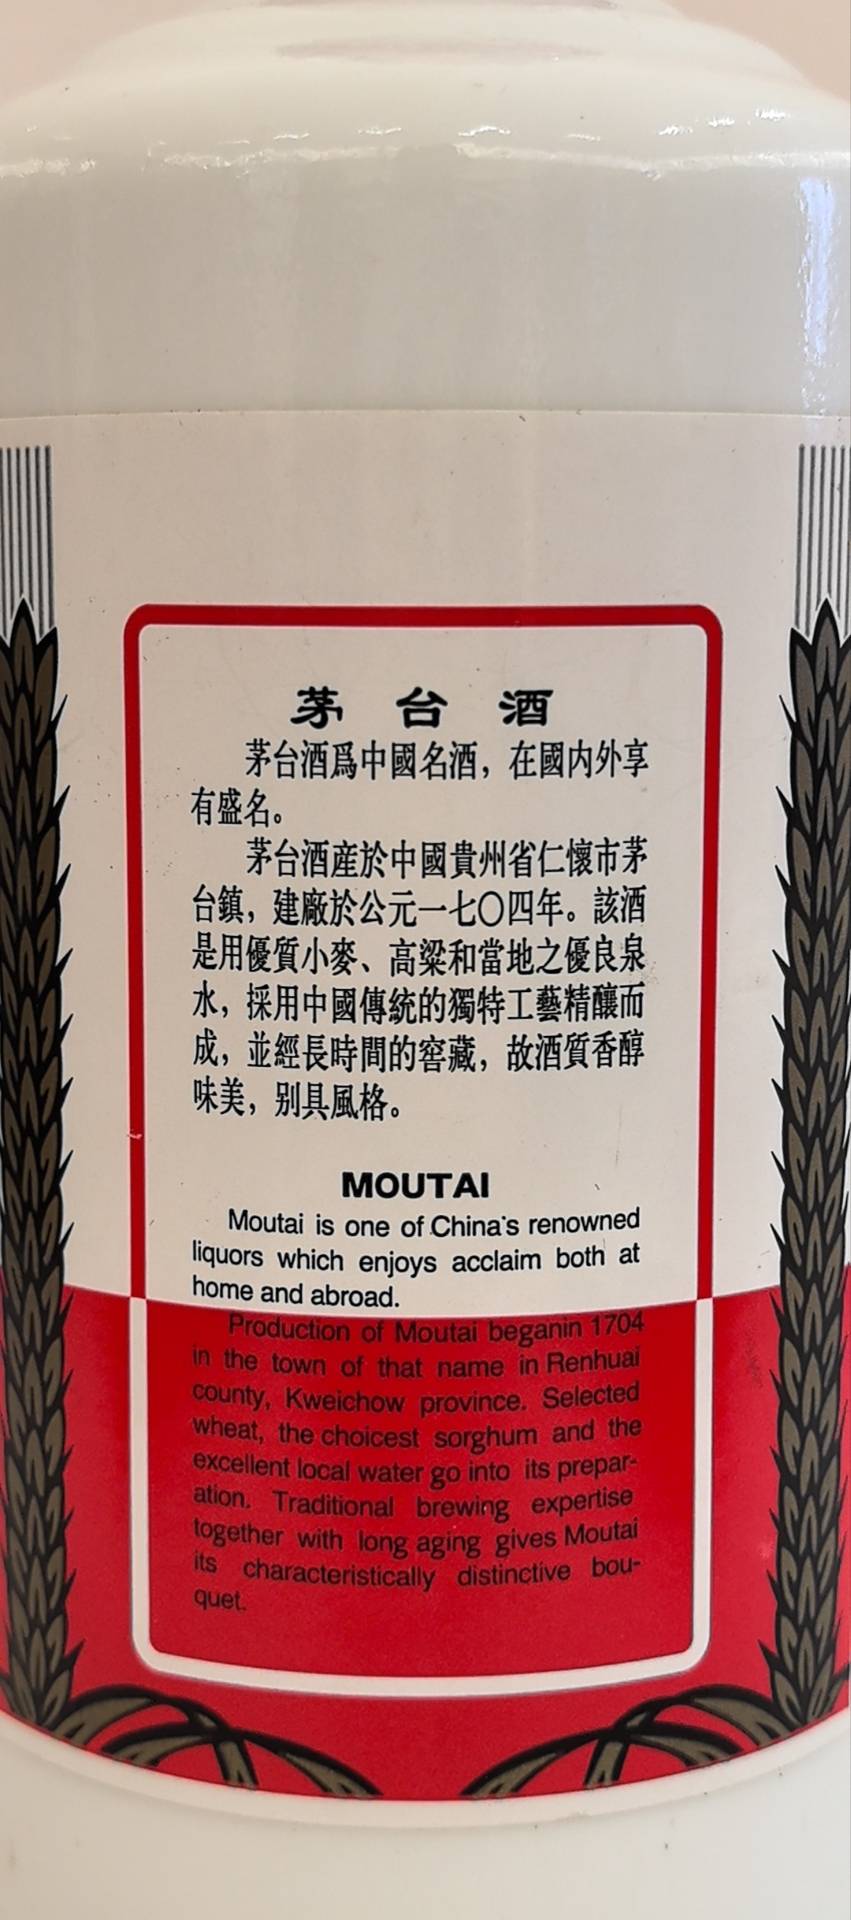 茅台酒
茅台酒爲中國名酒，在國内外享
有盛名。
茅台酒産於中國貴州省仁懷市茅
台鎮，建廠於公元一七〇四年。該酒
是用優質小麥、高粱和當地之優良泉
水，採用中國傳統的獨特工藝精釀而
成，並經長時間的窖藏，故酒質香醇
味美，别具風格。
MOUTAI
Moutai is one of China's renowned
liquors which enjoys acclaim both at
home and abroad.
Production of Moutai beganin 1704
in the town of that name in Renhuai
county, Kweichow province. Selected
wheat, the choicest sorghum and the
excellent local water go into its prepar-
ation. Traditional brewing expertise
together with long aging gives Moutai
its characteristically distinctive bou-
quet.